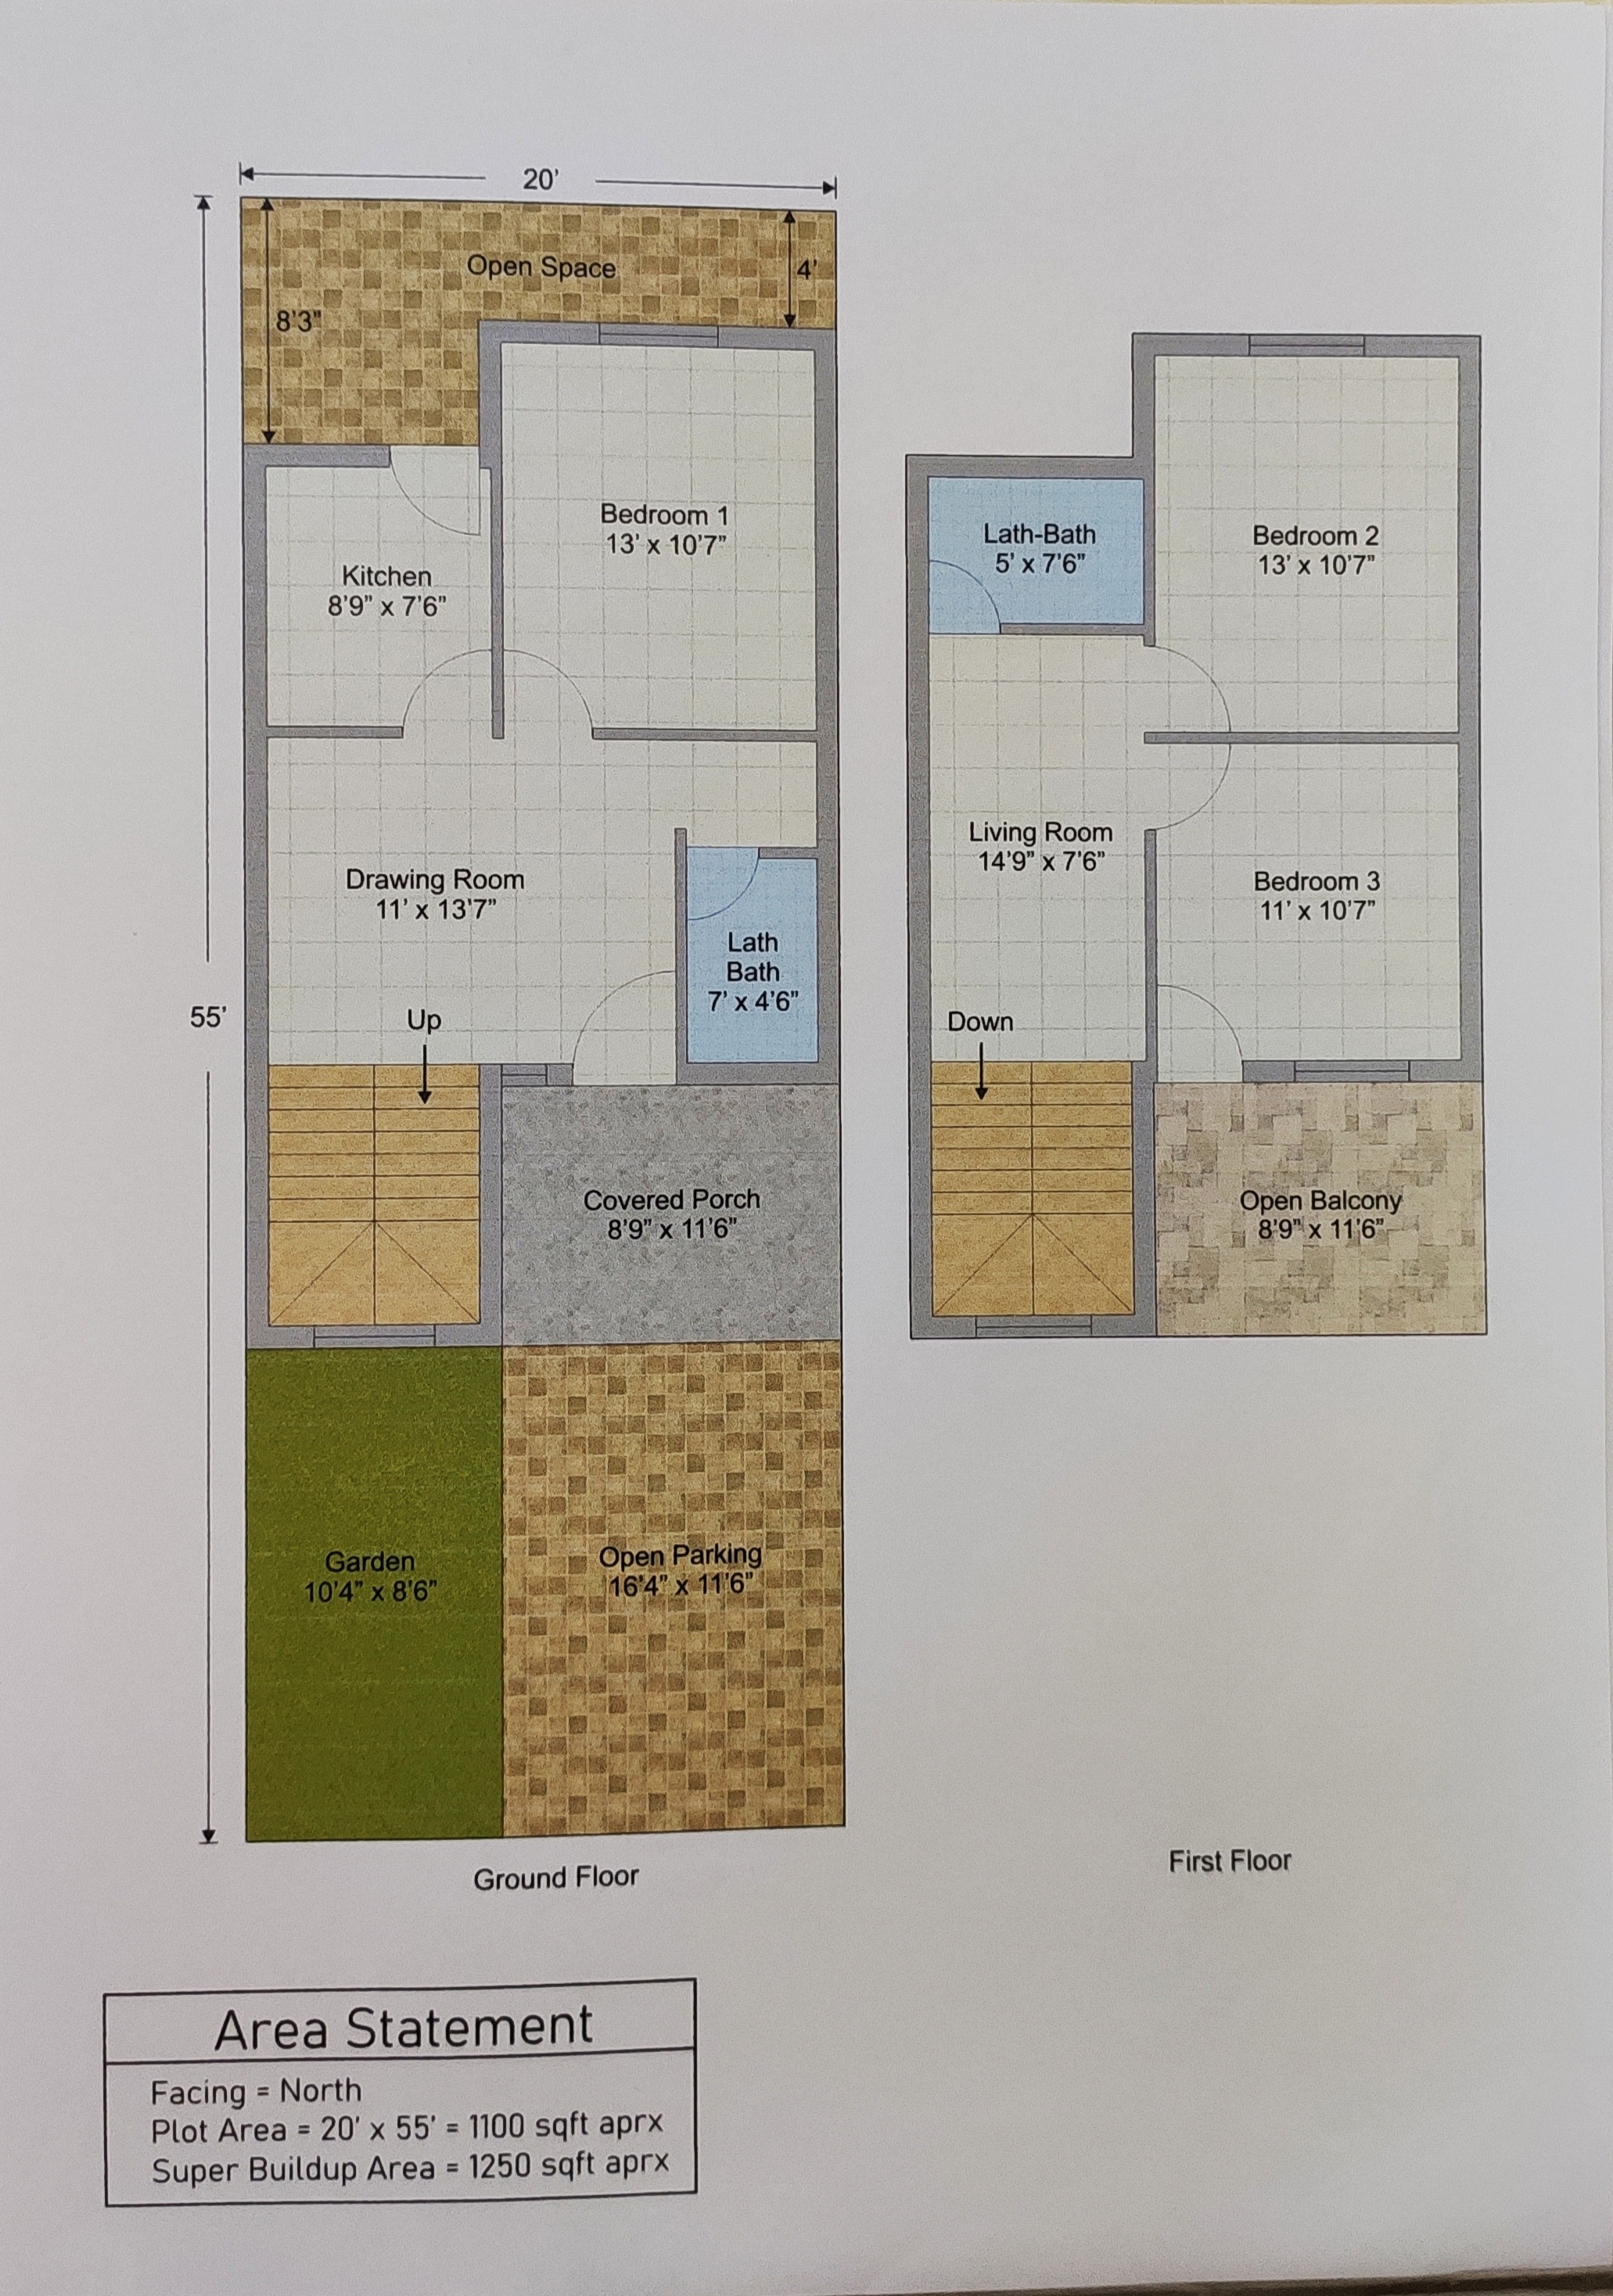 20'
Open Space
4'
8'3"
Bedroom 1
13' x 10'7"
Kitchen
8'9" x 7'6"
Drawing Room
11' x 13'7"
Lath
Bath
7' x 4'6"
55'
Up
Covered Porch
8'9" x 11'6"
Garden
10'4" x 8'6"
Open Parking
16'4" x 11'6"
Ground Floor
Lath-Bath
5' x 7'6"
Bedroom 2
13' x 10'7"
Living Room
14'9" x 7'6"
Bedroom 3
11' x 10'7"
Down
Open Balcony
8'9" x 11'6"
First Floor
Area Statement
Facing = North
Plot Area = 20' x 55' = 1100 sqft aprx
Super Buildup Area = 1250 sqft aprx